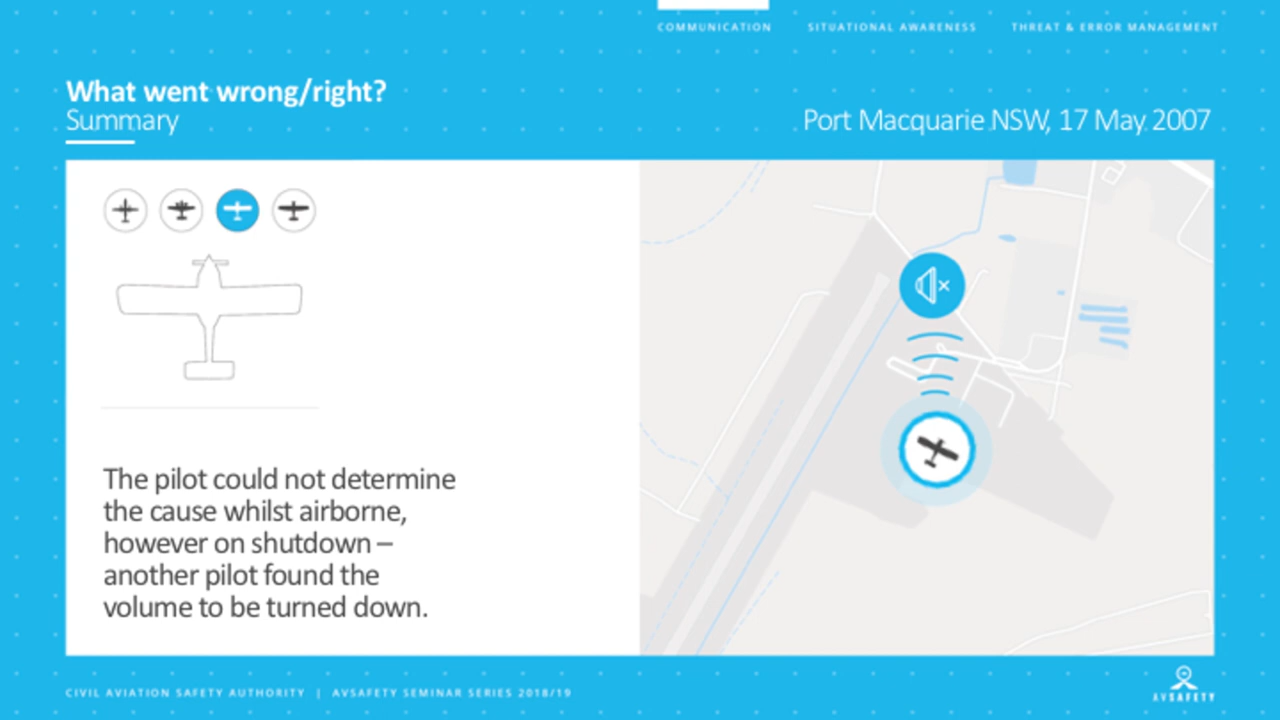 COMMUNICATION
SITUATIONAL AWARENESS
THREAT & ERROR MANAGEMENT
What went wrong/right?
Summary
Port Macquarie NSW, 17 May 2007
The pilot could not determine
the cause whilst airborne,
however on shutdown –
another pilot found the
volume to be turned down.
CIVIL AVIATION SAFETY AUTHORITY | AVSAFETY SEMINAR SERIES 2018/19
AVSAFETY